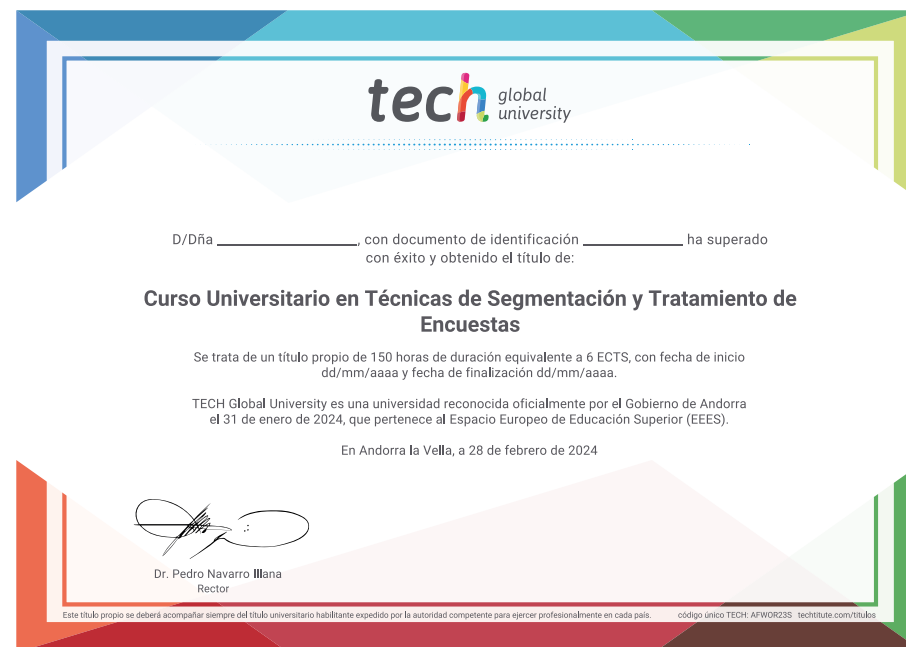 tech global university
D/Dña ____________________, con documento de identificación ______________ ha superado
con éxito y obtenido el título de:
Curso Universitario en Técnicas de Segmentación y Tratamiento de
Encuestas
Se trata de un título propio de 150 horas de duración equivalente a 6 ECTS, con fecha de inicio
dd/mm/aaaa y fecha de finalización dd/mm/aaaa.
TECH Global University es una universidad reconocida oficialmente por el Gobierno de Andorra
el 31 de enero de 2024, que pertenece al Espacio Europeo de Educación Superior (EEES).
En Andorra la Vella, a 28 de febrero de 2024
Dr. Pedro Navarro Illana
Rector
Este título propio se deberá acompañar siempre del título universitario habilitante expedido por la autoridad competente para ejercer profesionalmente en cada país. código único TECH: AFWOR23S techtitute.com/titulos